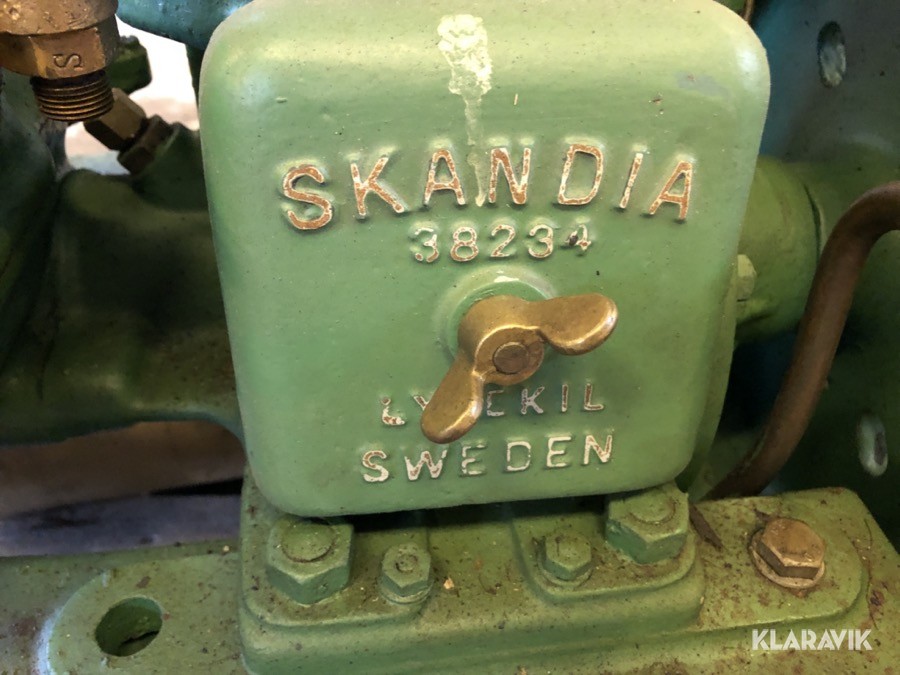 S
SKANDIA
38234
SWEDEN
KLARAVIK